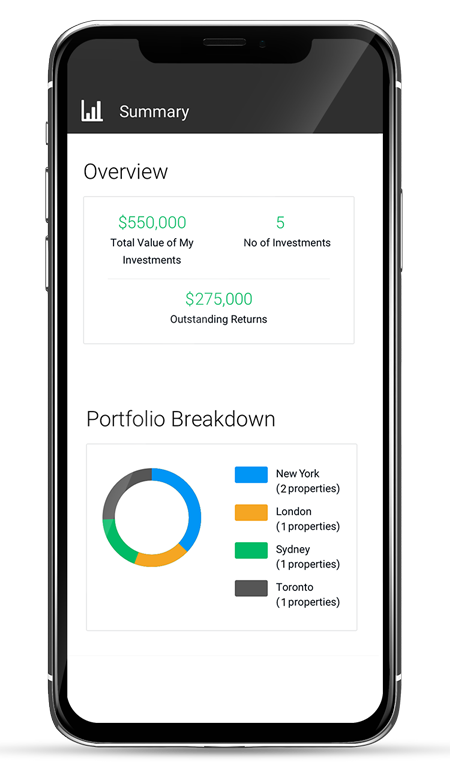 Summary
Overview
$550,000
Total Value of My
Investments
5
No of Investments
$275,000
Outstanding Returns
Portfolio Breakdown
New York
(2 properties)
London
(1 properties)
Sydney
(1 properties)
Toronto
(1 properties)